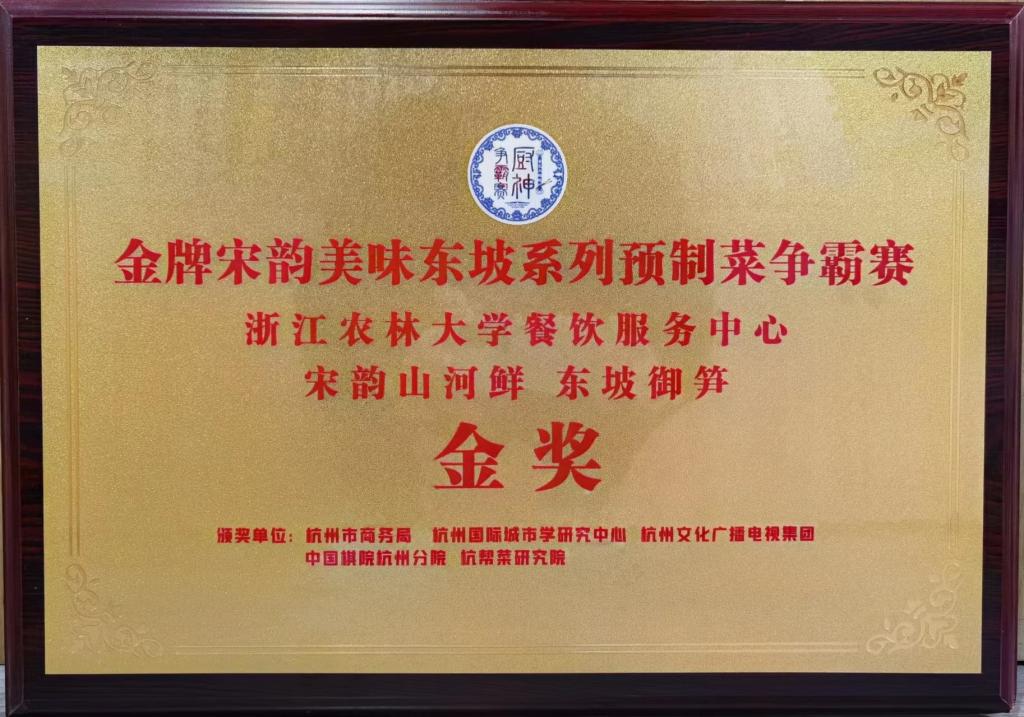 厨神
争霸赛
金牌宋韵美味东坡系列预制菜争霸赛
浙江农林大学餐饮服务中心
宋韵山河鲜 东坡御笋
金奖
颁奖单位：杭州市商务局 杭州国际城市学研究中心 杭州文化广播电视集团
中国棋院杭州分院 杭帮菜研究院